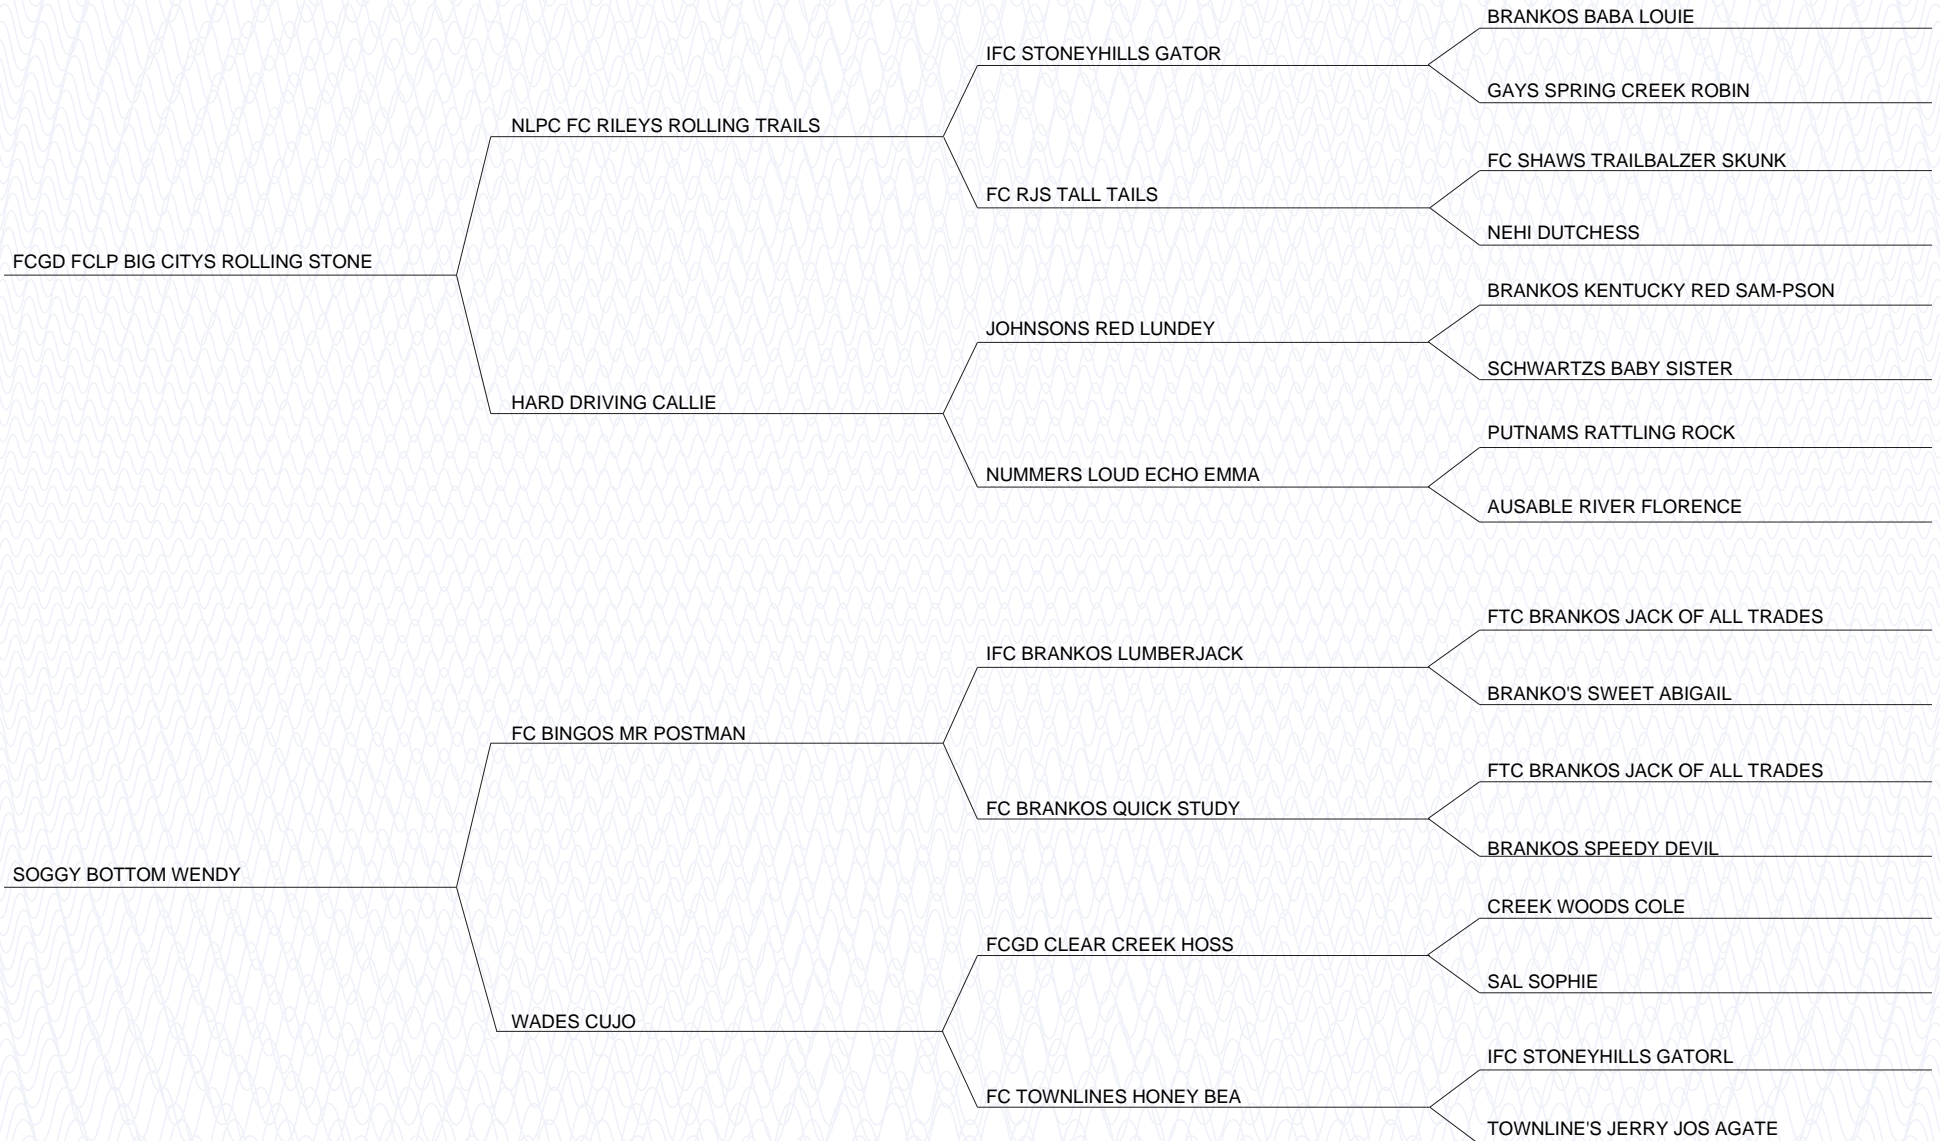 BRANKOS BABA LOUIE
IFC STONEYHILLS GATOR
GAYS SPRING CREEK ROBIN
NLPC FC RILEYS ROLLING TRAILS
FC SHAWS TRAILBALZER SKUNK
FC RJS TALL TAILS
NEHI DUTCHESS
FCGD FCLP BIG CITYS ROLLING STONE
BRANKOS KENTUCKY RED SAM-PSON
JOHNSONS RED LUNDEY
SCHWARTZS BABY SISTER
HARD DRIVING CALLIE
PUTNAMS RATTLING ROCK
NUMMERS LOUD ECHO EMMA
AUSABLE RIVER FLORENCE
FTC BRANKOS JACK OF ALL TRADES
IFC BRANKOS LUMBERJACK
BRANKO'S SWEET ABIGAIL
FC BINGOS MR POSTMAN
FTC BRANKOS JACK OF ALL TRADES
FC BRANKOS QUICK STUDY
BRANKOS SPEEDY DEVIL
SOGGY BOTTOM WENDY
CREEK WOODS COLE
FCGD CLEAR CREEK HOSS
SAL SOPHIE
WADES CUJO
IFC STONEYHILLS GATORL
FC TOWNLINES HONEY BEA
TOWNLINE'S JERRY JOS AGATE